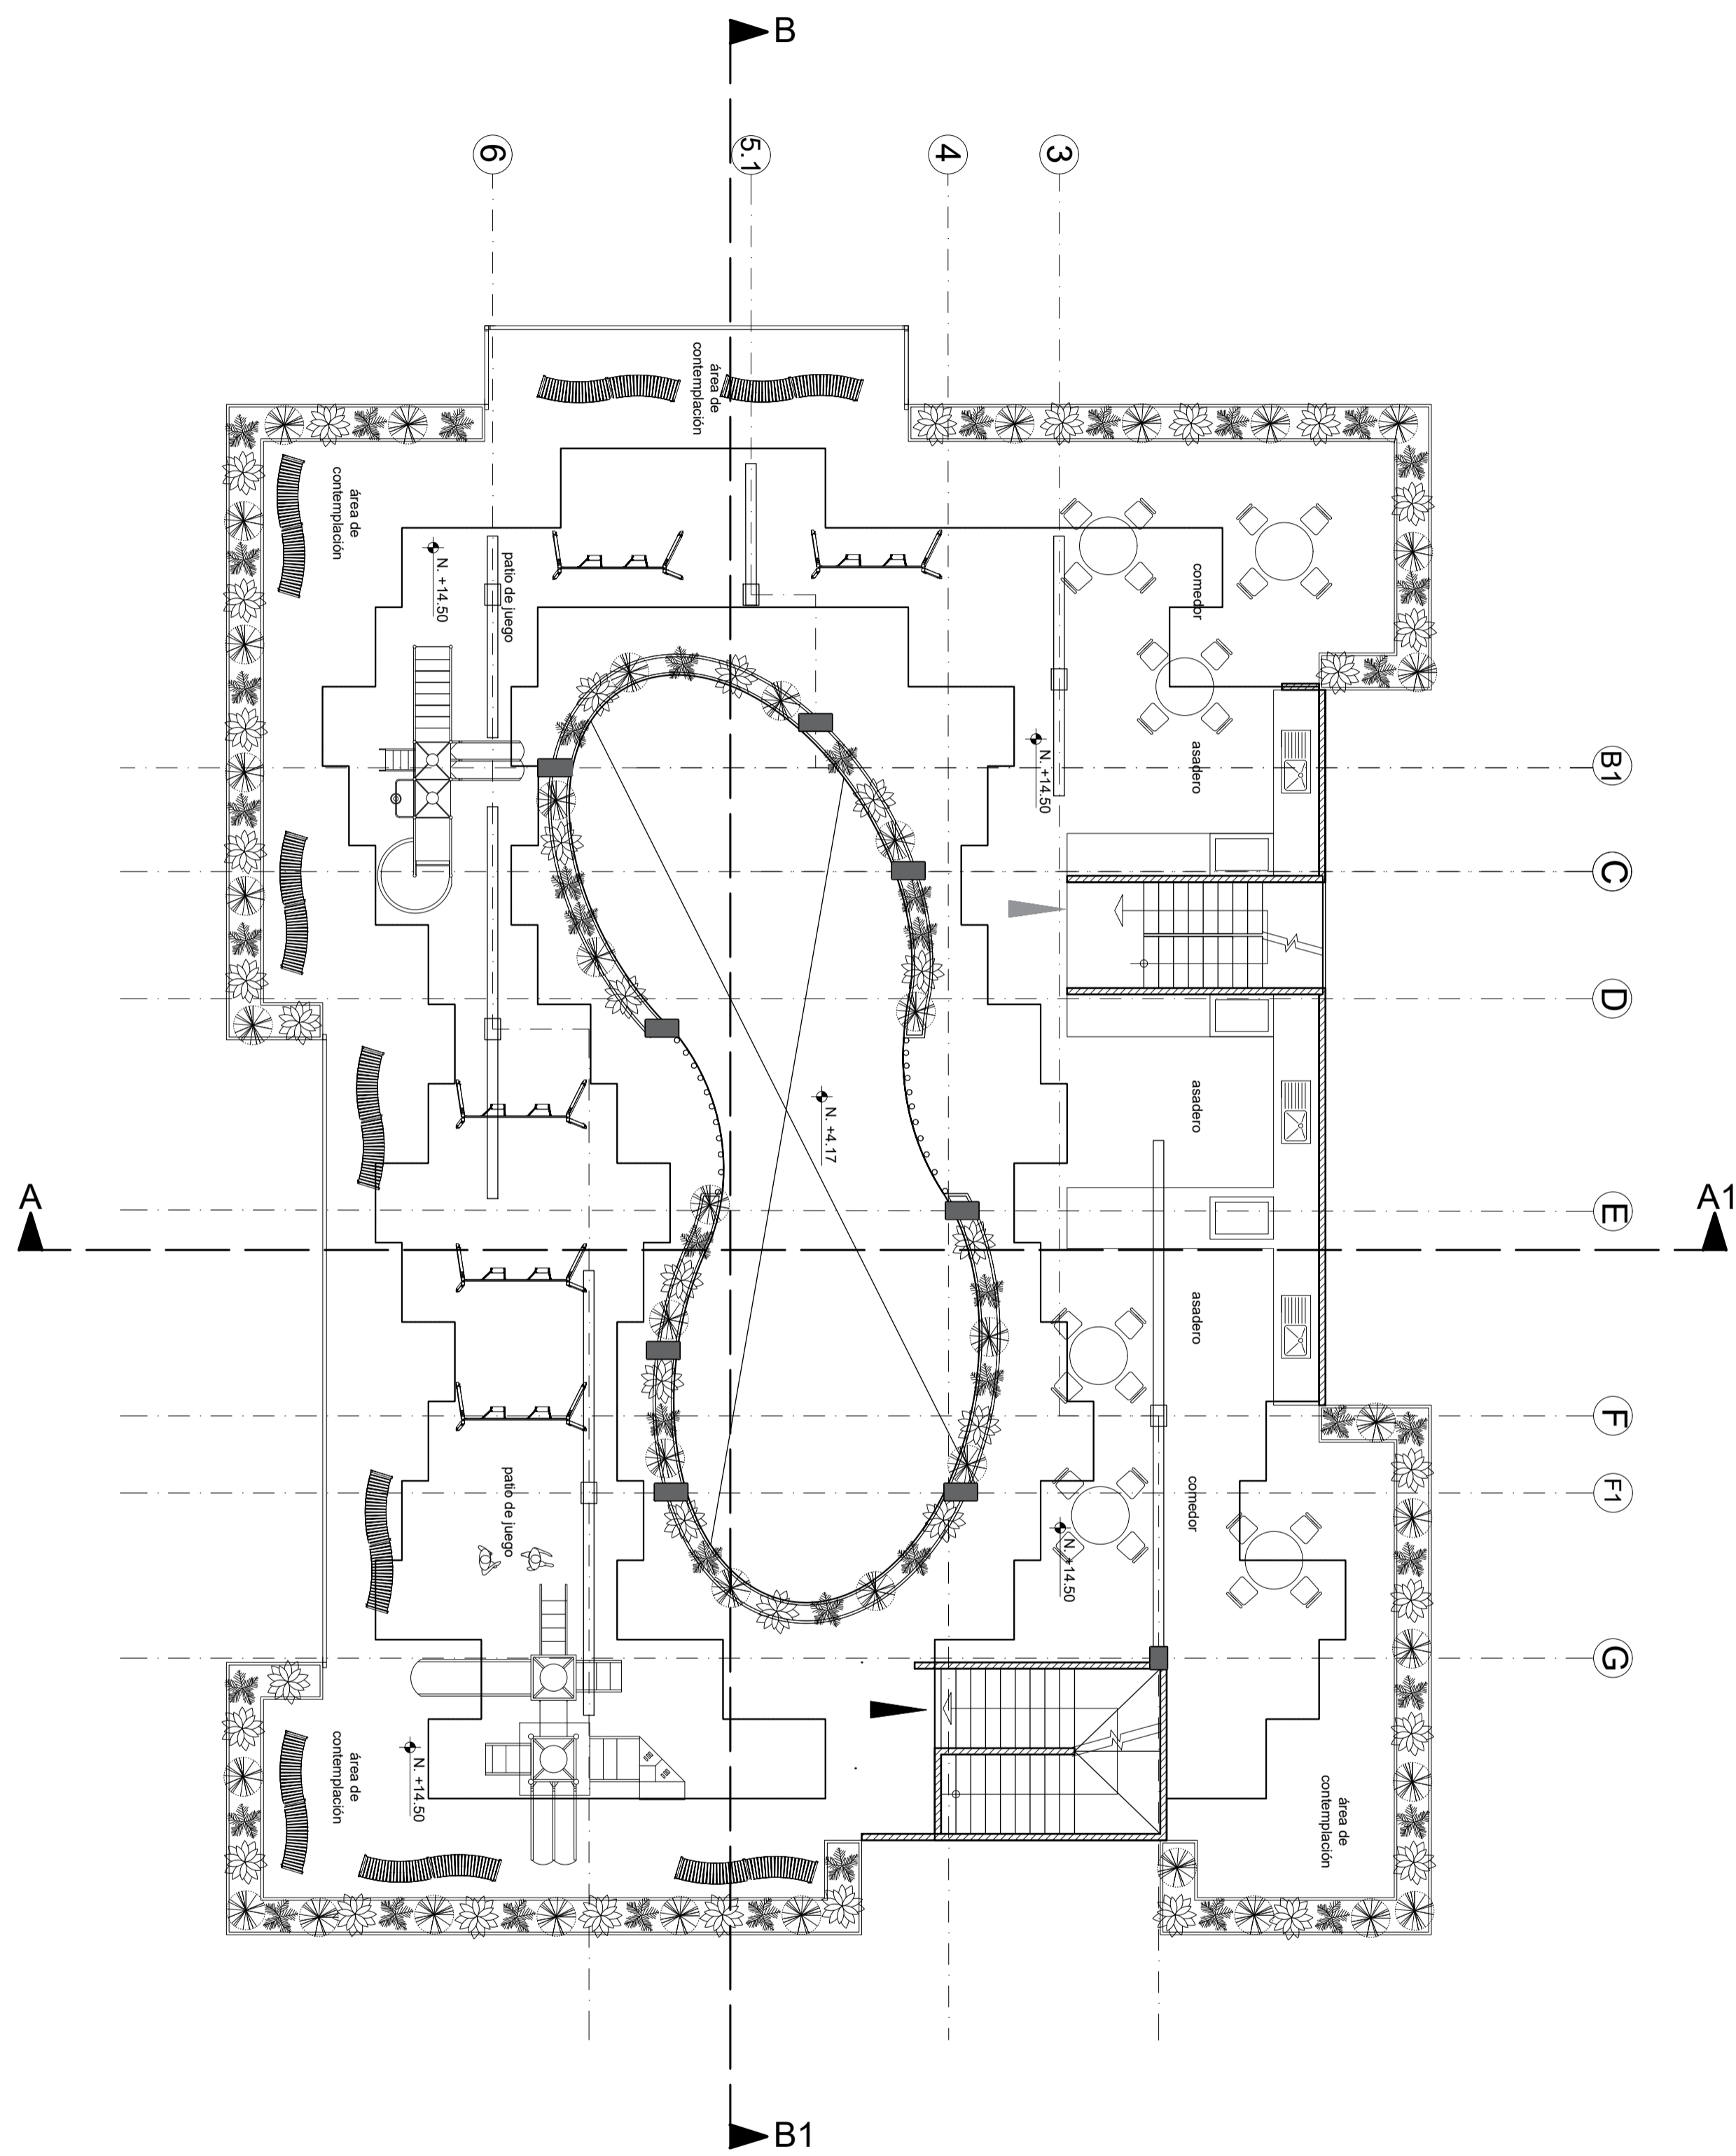 B
6
5.1
4
3
área de
contemplación
área de
contemplación
N. +14.50
patio de juego
comedor
N. +14.50
asadero
B1
C
D
asadero
N. +4.17
A
A1
E
asadero
F
comedor
F1
patio de juego
N. +14.50
G
área de
contemplación
N. +14.50
área de
contemplación
B1